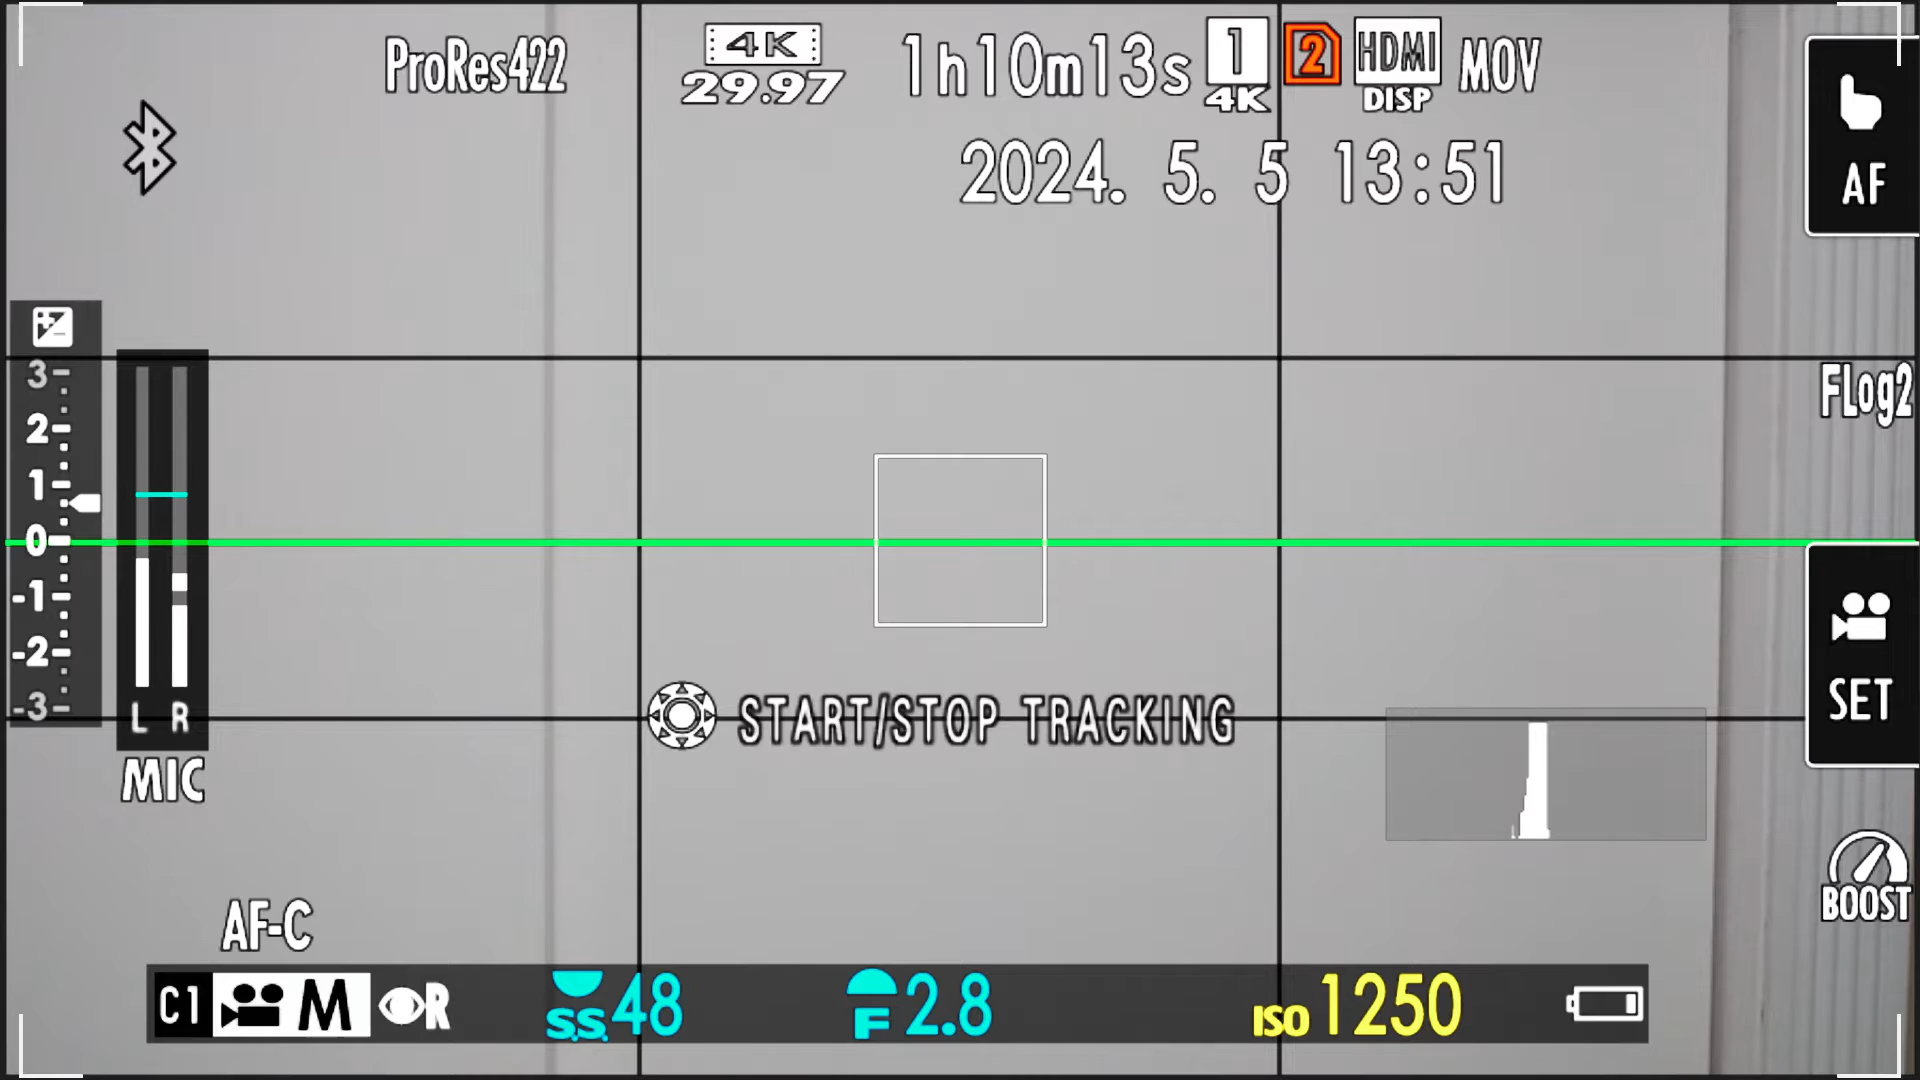 ProRes422 4K 29.97 1h10m13s 1 4K 2 HDMI DISP MOV
2024. 5. 5 13:51
AF
3
2
1
0
-1
-2
-3
FLog2
L R
MIC
START/STOP TRACKING
SET
BOOST
AF-C
C1 M R S.S. 48 F 2.8 ISO 1250